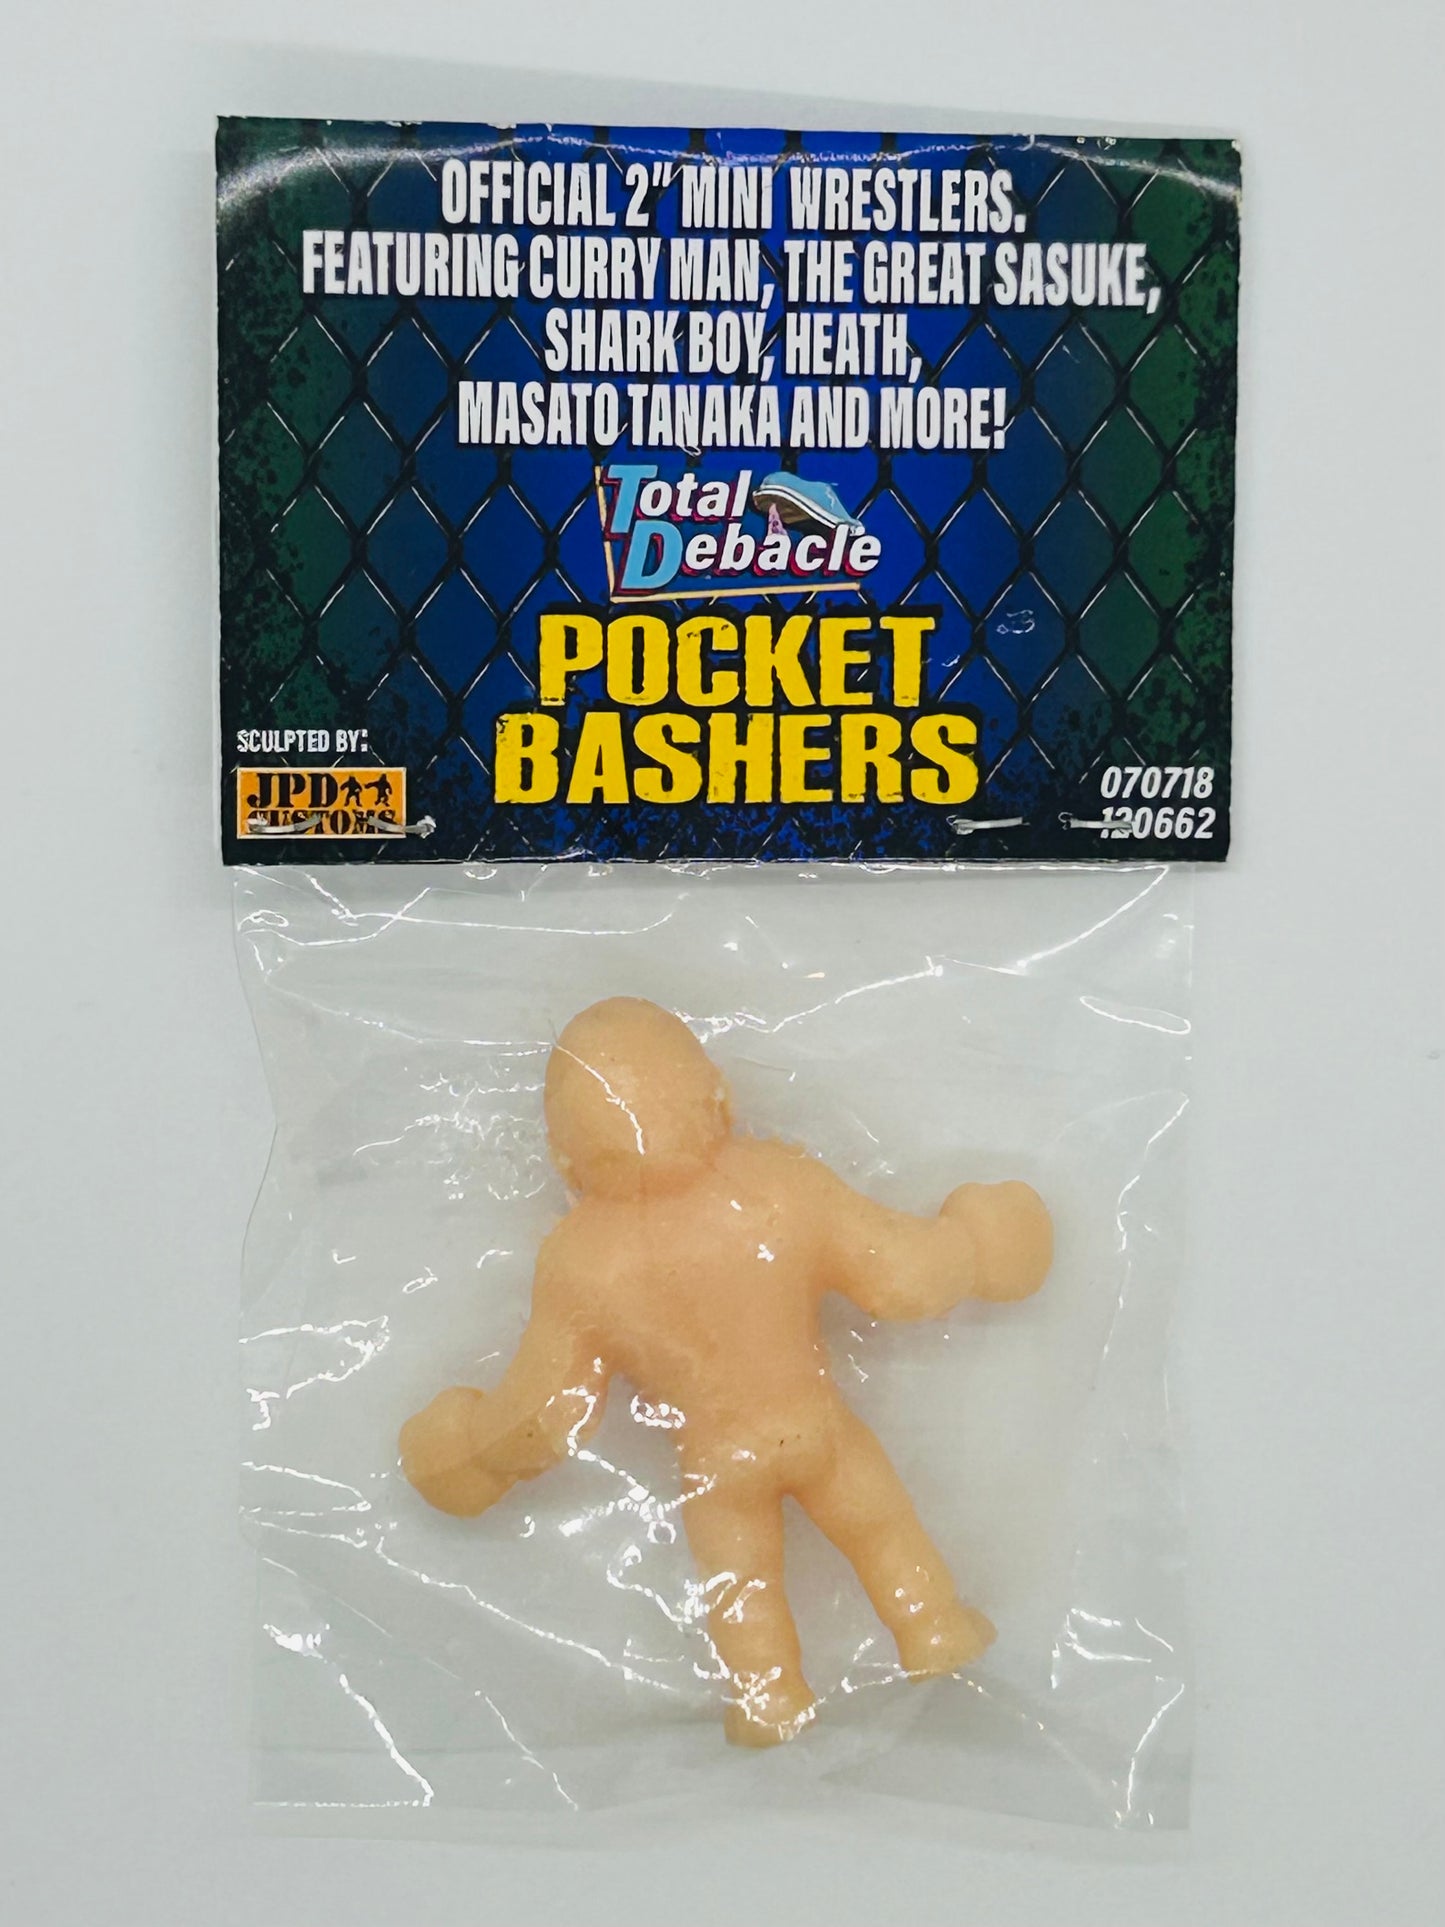 OFFICIAL 2" MINI WRESTLERS.
FEATURING CURRY MAN, THE GREAT SASUKE,
SHARK BOY, HEATH,
MASATO TANAKA AND MORE!
Total
Debacle
POCKET
BASHERS
SCULPTED BY:
JPD
CUSTOMS
070718
120662